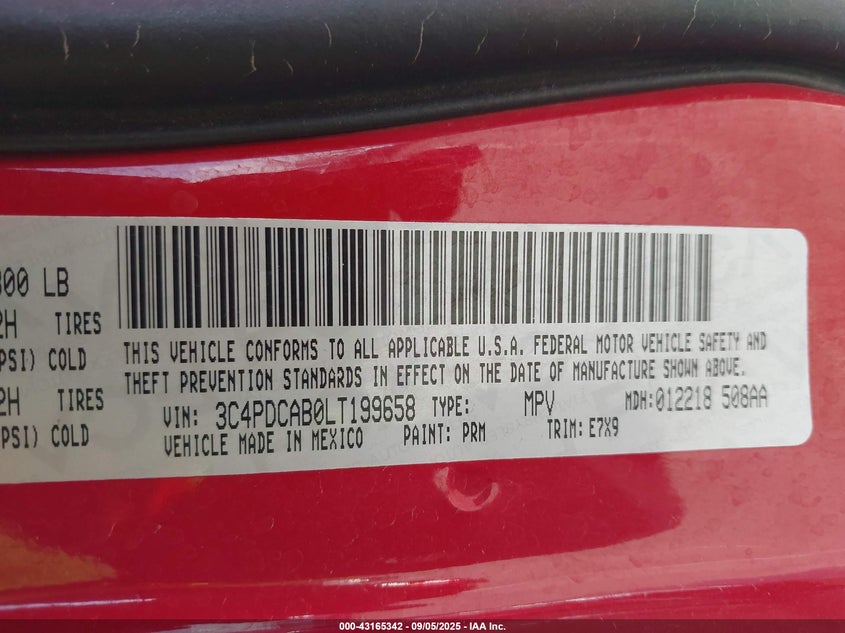 800 LB
2H TIRES
PSI) COLD
2H
PSI) COLD
THIS VEHICLE CONFORMS TO ALL APPLICABLE U.S.A. FEDERAL MOTOR VEHICLE SAFETY AND
THEFT PREVENTION STANDARDS IN EFFECT ON THE DATE OF MANUFACTURE SHOWN ABOVE.
VIN: 3C4PDCAB0LT199658 TYPE: MPV MDH: 012218 508AA
VEHICLE MADE IN MEXICO PAINT: PRM TRIM: E7X9
000-43165342 - 09/05/2025 - IAA Inc.